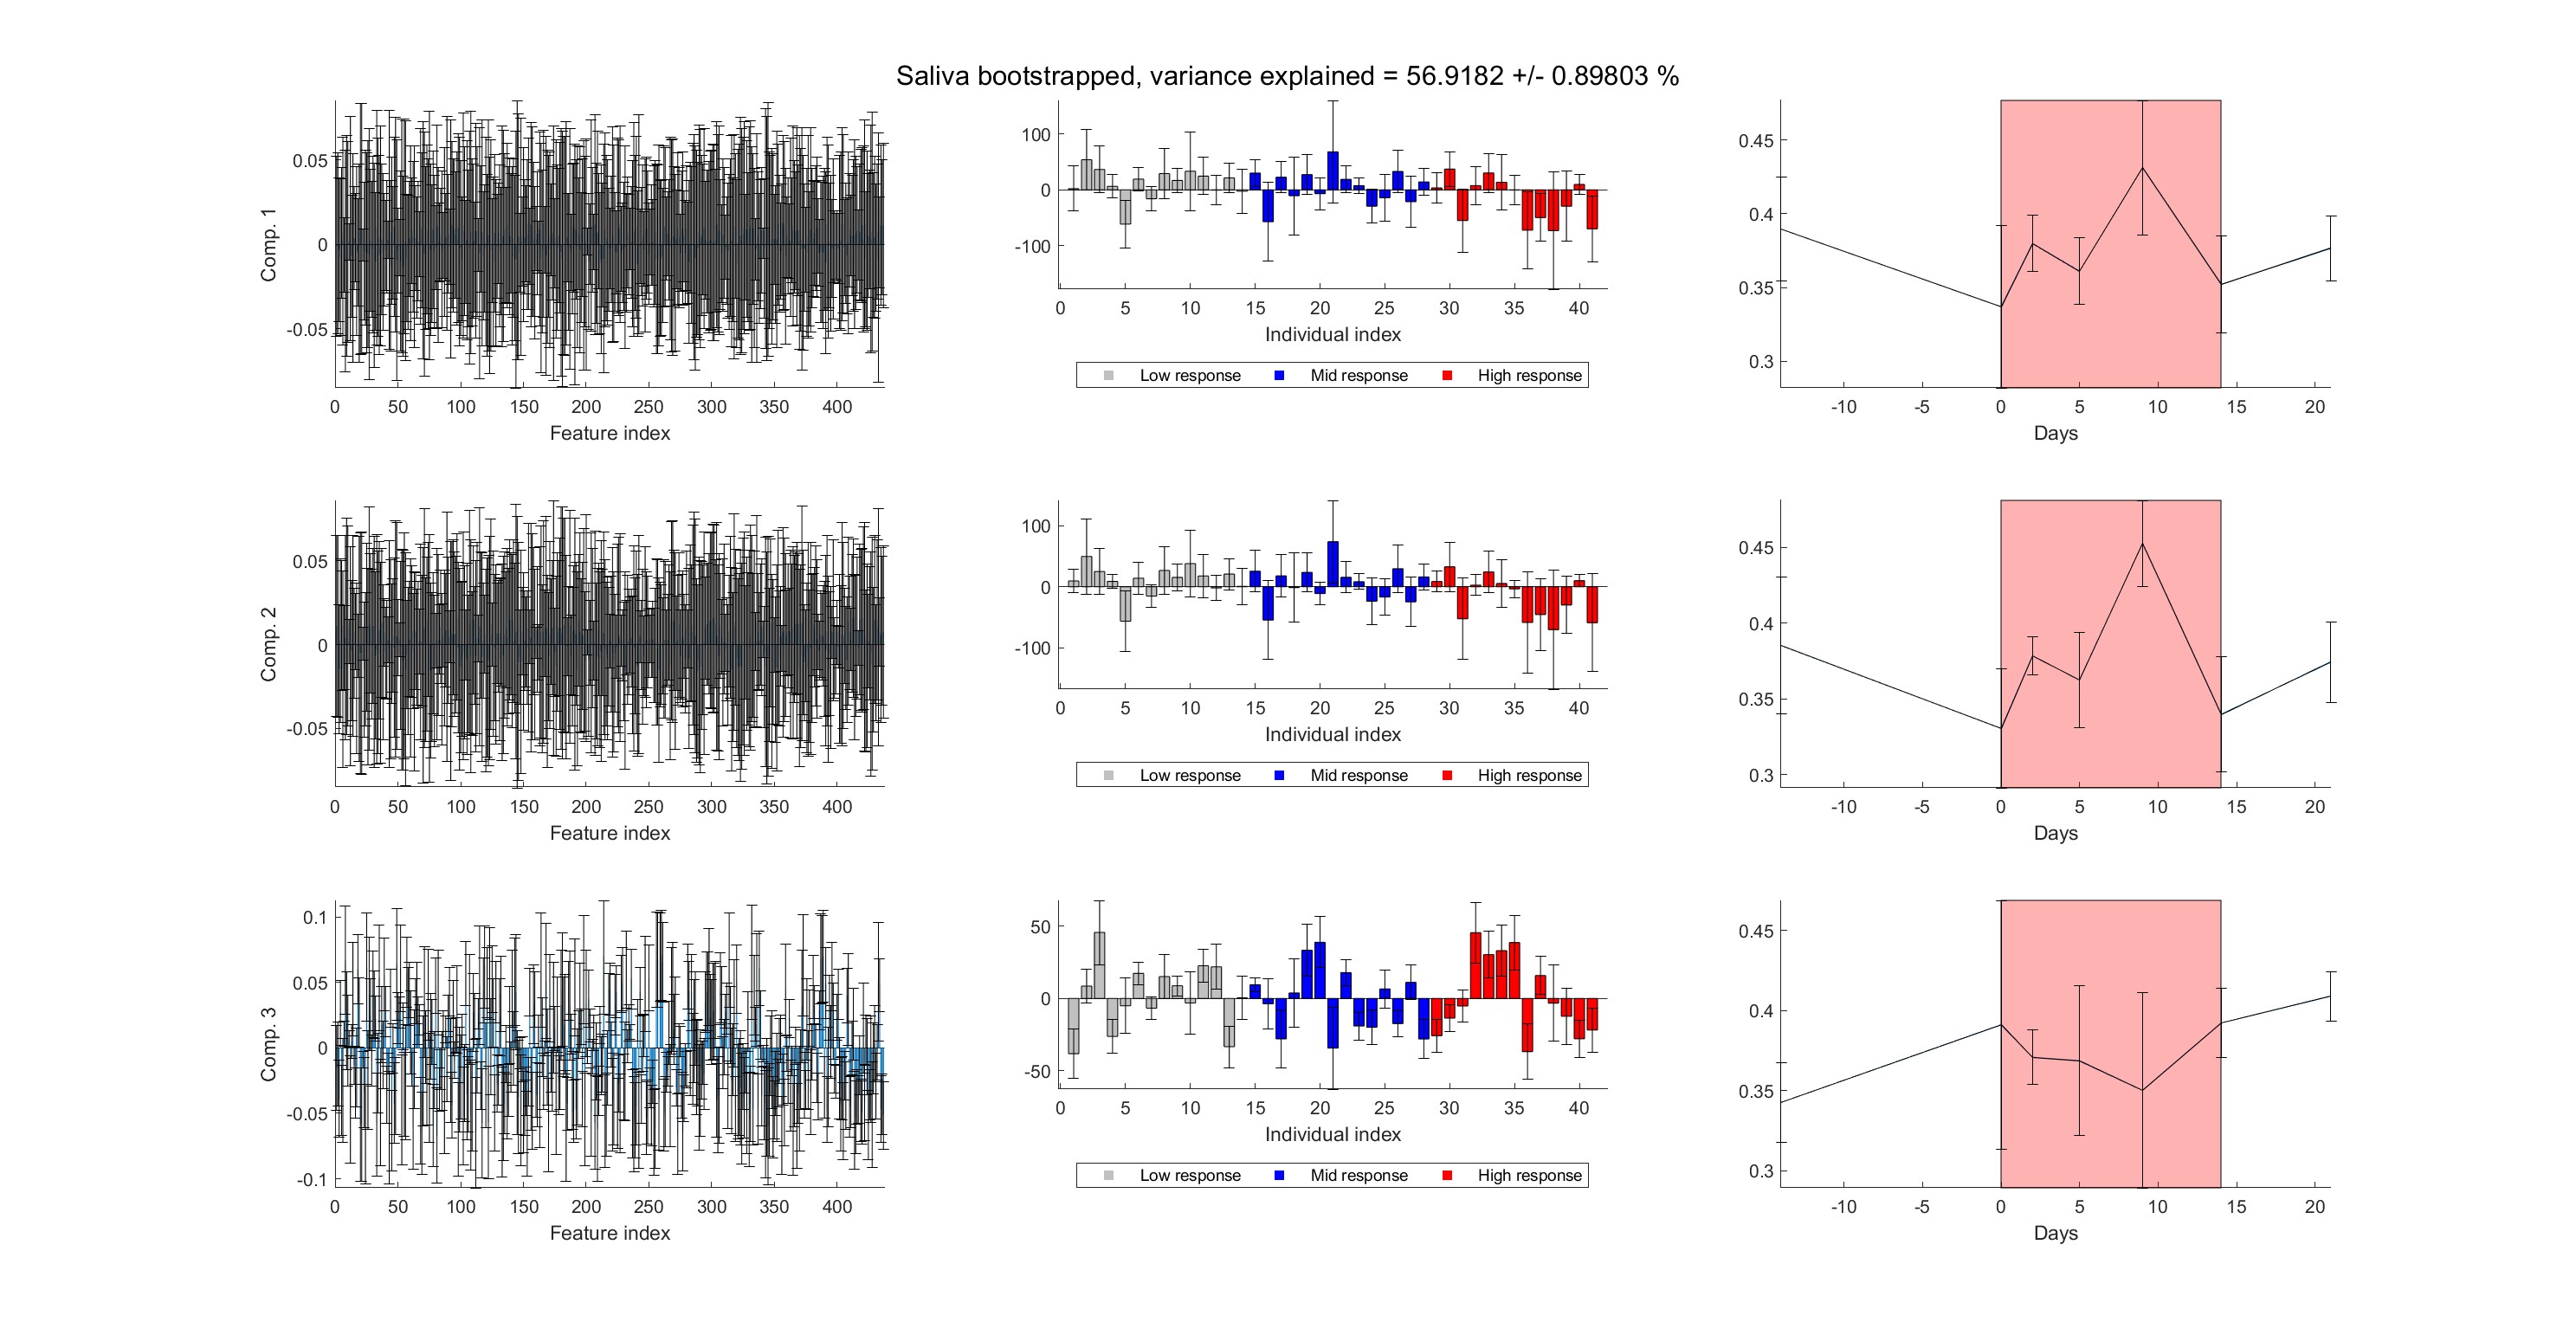 Saliva bootstrapped, variance explained = 56.9182 +/- 0.89803 %
Comp. 1
0.05
0
-0.05
0 50 100 150 200 250 300 350 400
Feature index
100
0
-100
0 5 10 15 20 25 30 35 40
Individual index
Low response Mid response High response
0.45
0.4
0.35
0.3
-10 -5 0 5 10 15 20
Days
Comp. 2
0.05
0
-0.05
0 50 100 150 200 250 300 350 400
Feature index
100
0
-100
0 5 10 15 20 25 30 35 40
Individual index
Low response Mid response High response
0.45
0.4
0.35
0.3
-10 -5 0 5 10 15 20
Days
Comp. 3
0.1
0.05
0
-0.05
-0.1
0 50 100 150 200 250 300 350 400
Feature index
50
0
-50
0 5 10 15 20 25 30 35 40
Individual index
Low response Mid response High response
0.45
0.4
0.35
0.3
-10 -5 0 5 10 15 20
Days